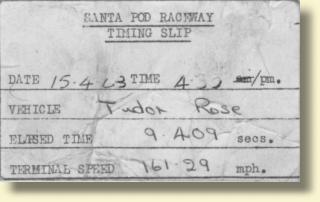 SANTA POD RACEWAY
TIMING SLIP
DATE 15.4 TIME 4. am/pm.
VEHICLE Tudor Rose
ELAPSED TIME 9.409 secs.
TERMINAL SPEED 161.29 mph.